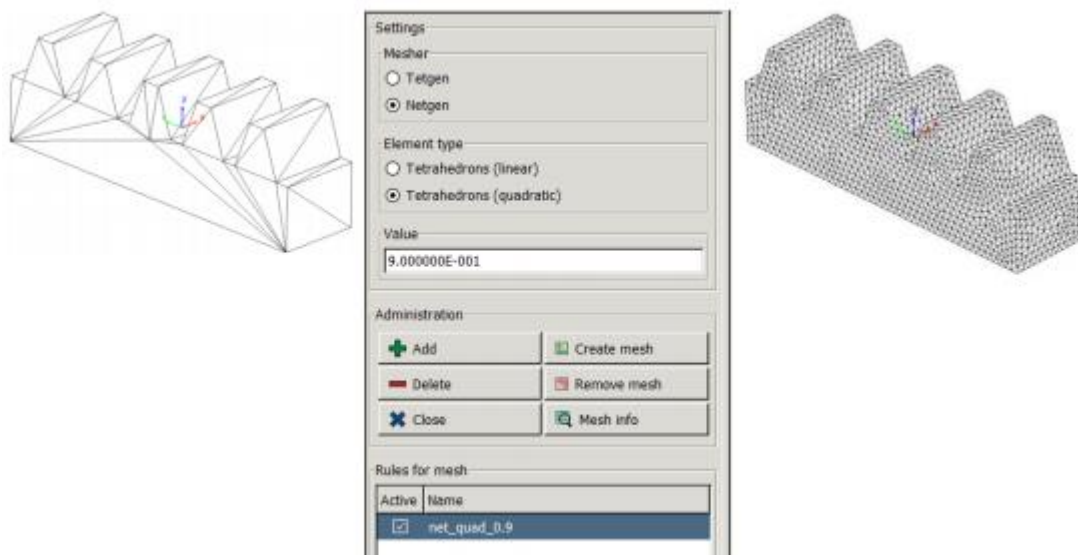 Settings
Mesher
Tetgen
Netgen
Element type
Tetrahedrons (linear)
Tetrahedrons (quadratic)
Value
9.000000E-001
Administration
Add
Create mesh
Delete
Remove mesh
Close
Mesh info
Rules for mesh
Active Name
net_quad_0.9